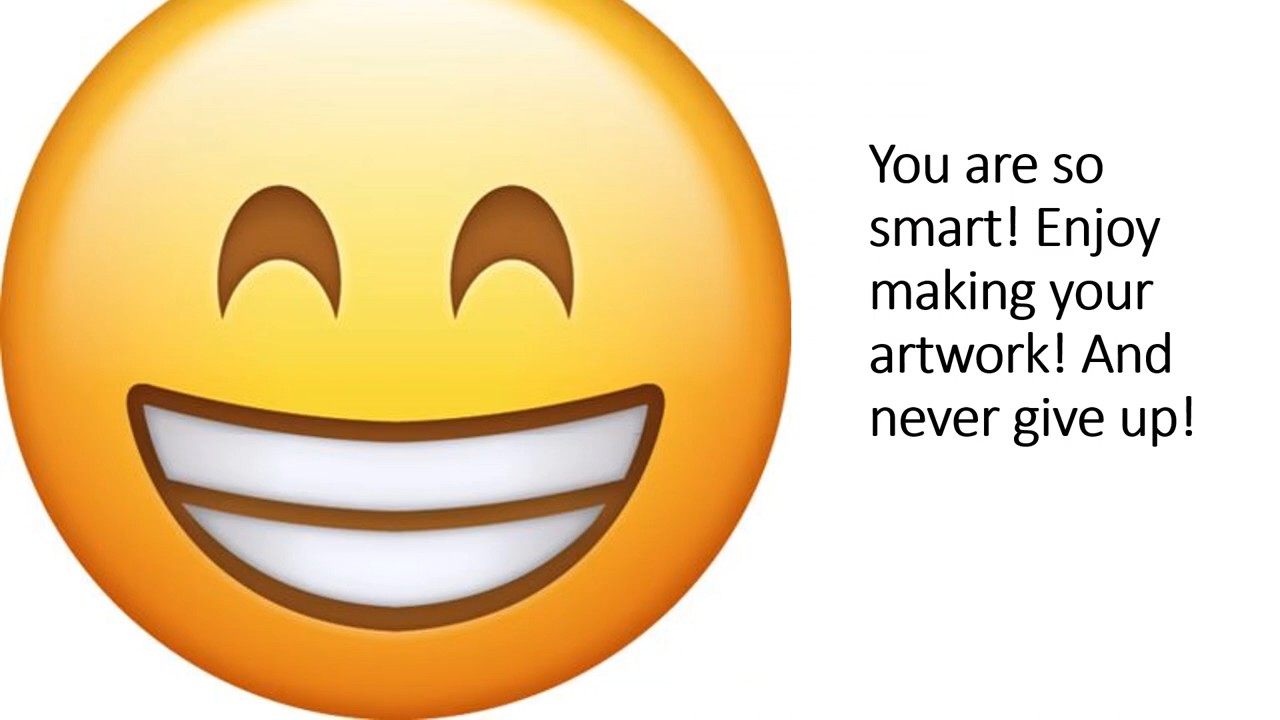 You are so
smart! Enjoy
making your
artwork! And
never give up!